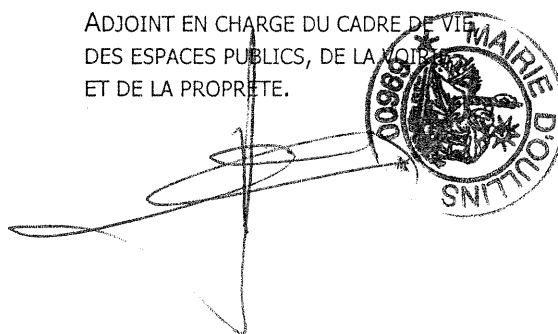 ADJOINT EN CHARGE DU CADRE DE VIE,
DES ESPACES PUBLICS, DE LA VOIRIE
ET DE LA PROPRETE.
MAIRIE D'OULLINS
69600